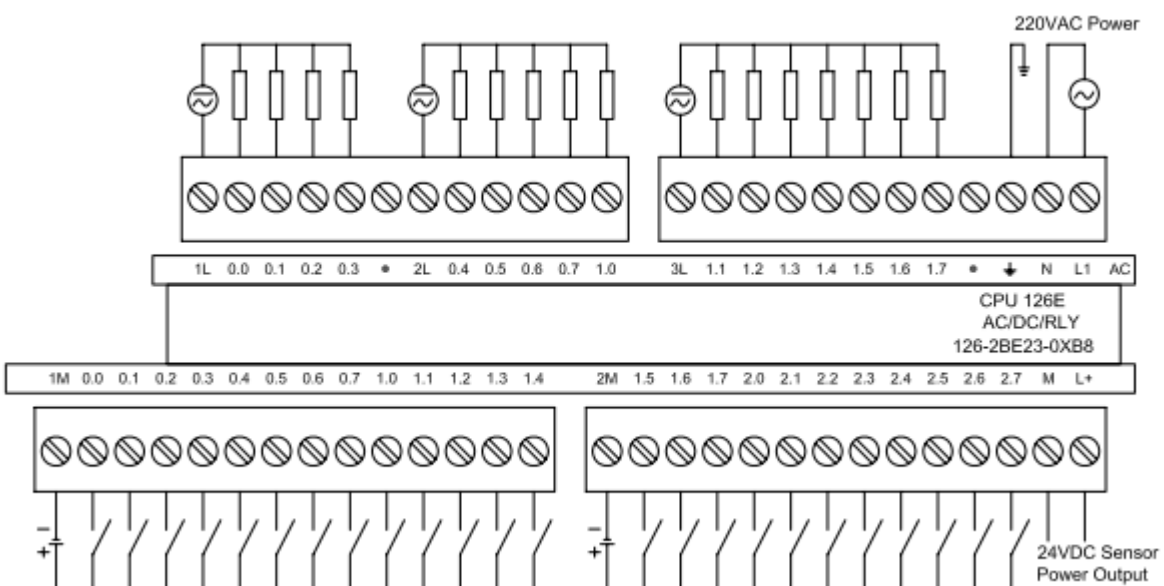 220VAC Power
1L 0.0 0.1 0.2 0.3 • 2L 0.4 0.5 0.6 0.7 1.0 3L 1.1 1.2 1.3 1.4 1.5 1.6 1.7 • N L1 AC
CPU 126E
AC/DC/RLY
126-2BE23-0XB8
1M 0.0 0.1 0.2 0.3 0.4 0.5 0.6 0.7 1.0 1.1 1.2 1.3 1.4 2M 1.5 1.6 1.7 2.0 2.1 2.2 2.3 2.4 2.5 2.6 2.7 M L+
24VDC Sensor
Power Output